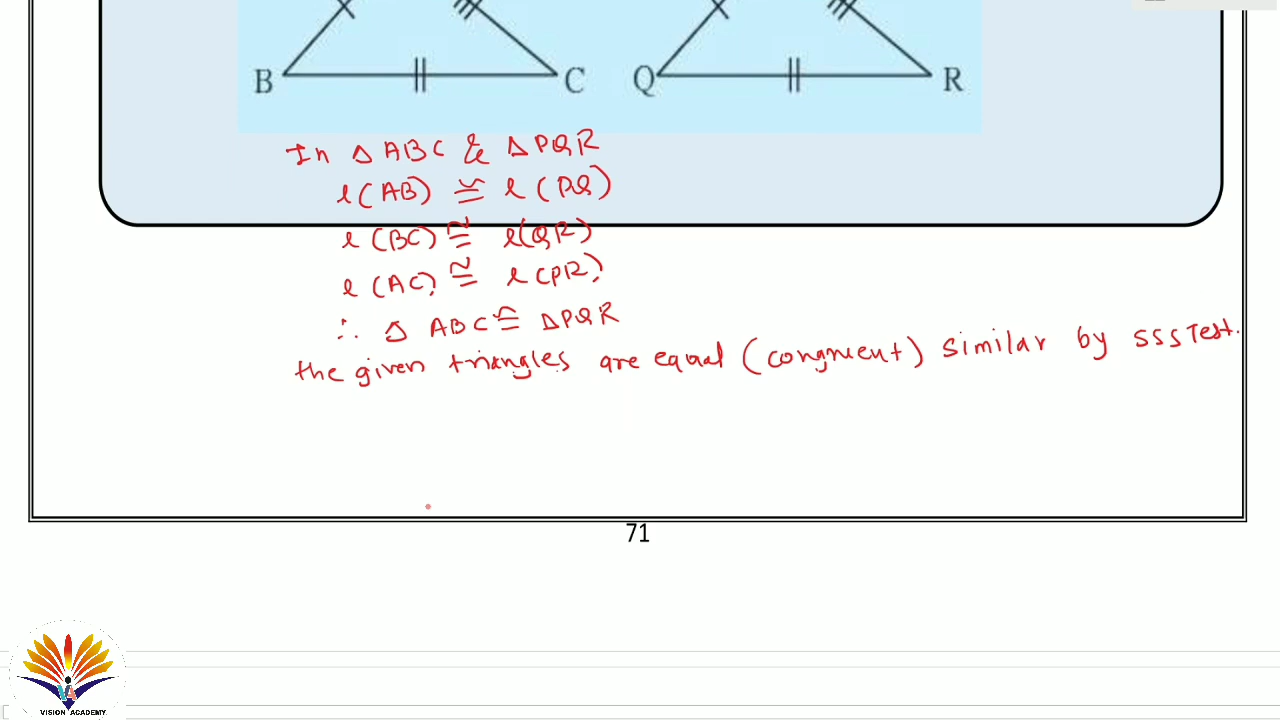 B C Q R
In △ ABC & △ PQR
l(AB) ≅ l(PQ)
l(BC) ≅ l(QR)
l(AC) ≅ l(PR)
∴ △ ABC ≅ △PQR
the given triangles are equal (congruent) similar by SSS Test.
71
VISION ACADEMY